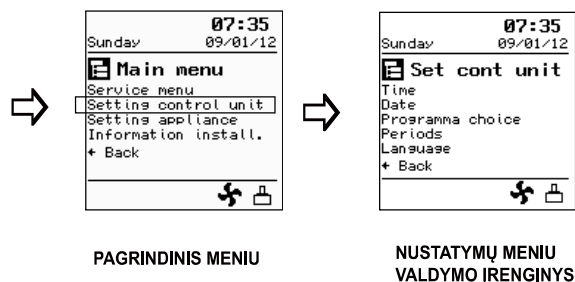 07:35
Sunday 09/01/12
Main menu
Service menu
Setting control unit
Setting appliance
Information install.
← Back
PAGRINDINIS MENIU
07:35
Sunday 09/01/12
Set cont unit
Time
Date
Programma choice
Periods
Language
← Back
NUSTATYMŲ MENIU
VALDYMO IRENGINYS